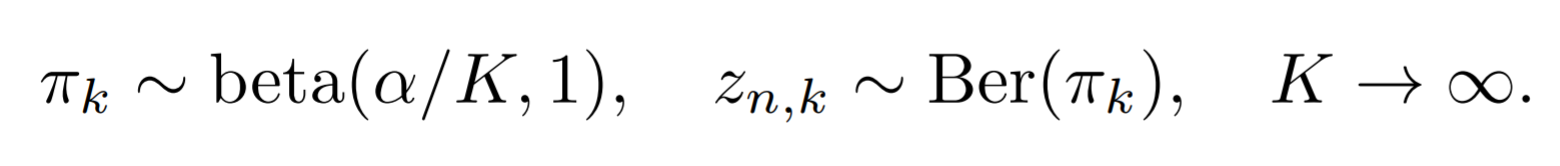 π_k ∼ beta(α/K, 1), z_{n,k} ∼ Ber(π_k), K → ∞.